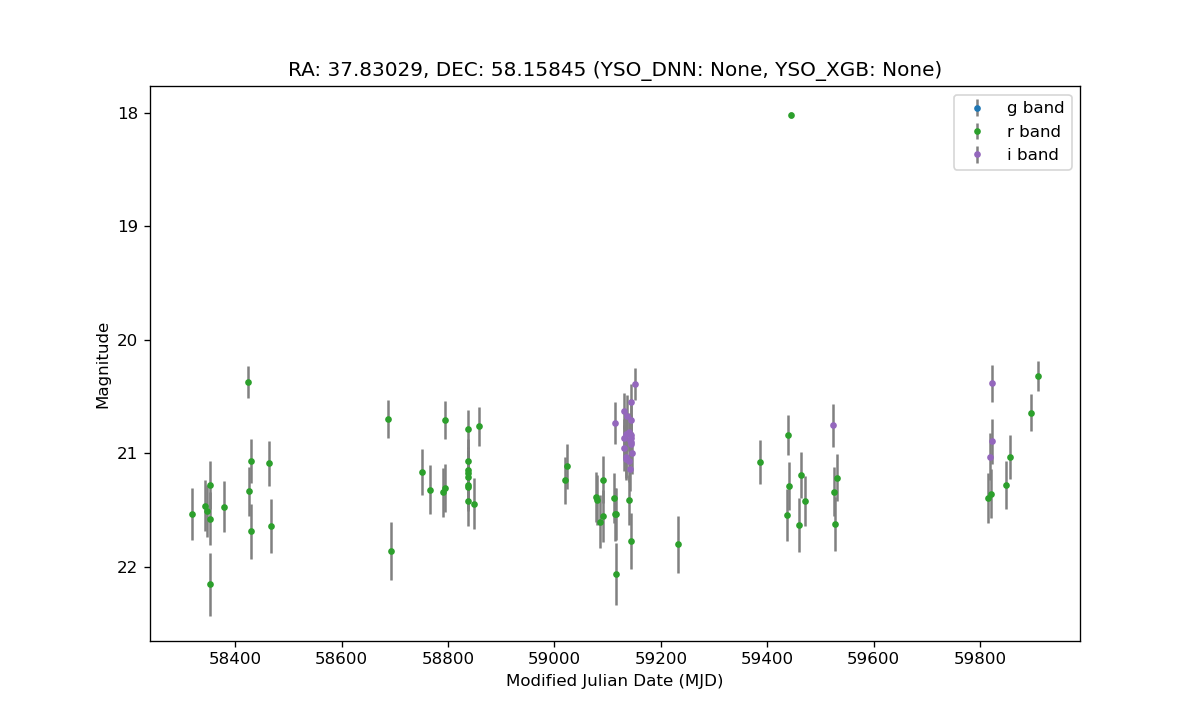 RA: 37.83029, DEC: 58.15845 (YSO_DNN: None, YSO_XGB: None)
g band
r band
i band
18
19
20
21
22
Magnitude
58400 58600 58800 59000 59200 59400 59600 59800
Modified Julian Date (MJD)